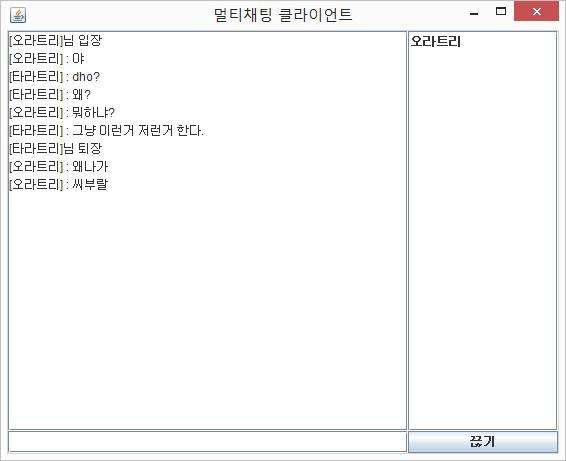 멀티채팅 클라이언트
[오라트리]님 입장
오라트리
[오라트리] : 야
[타라트리] : dho?
[타라트리] : 왜?
[오라트리] : 뭐하냐?
[타라트리] : 그냥 이런거 저런거 한다.
[타라트리]님 퇴장
[오라트리] : 왜나가
[오라트리] : 씨부랄
끊기